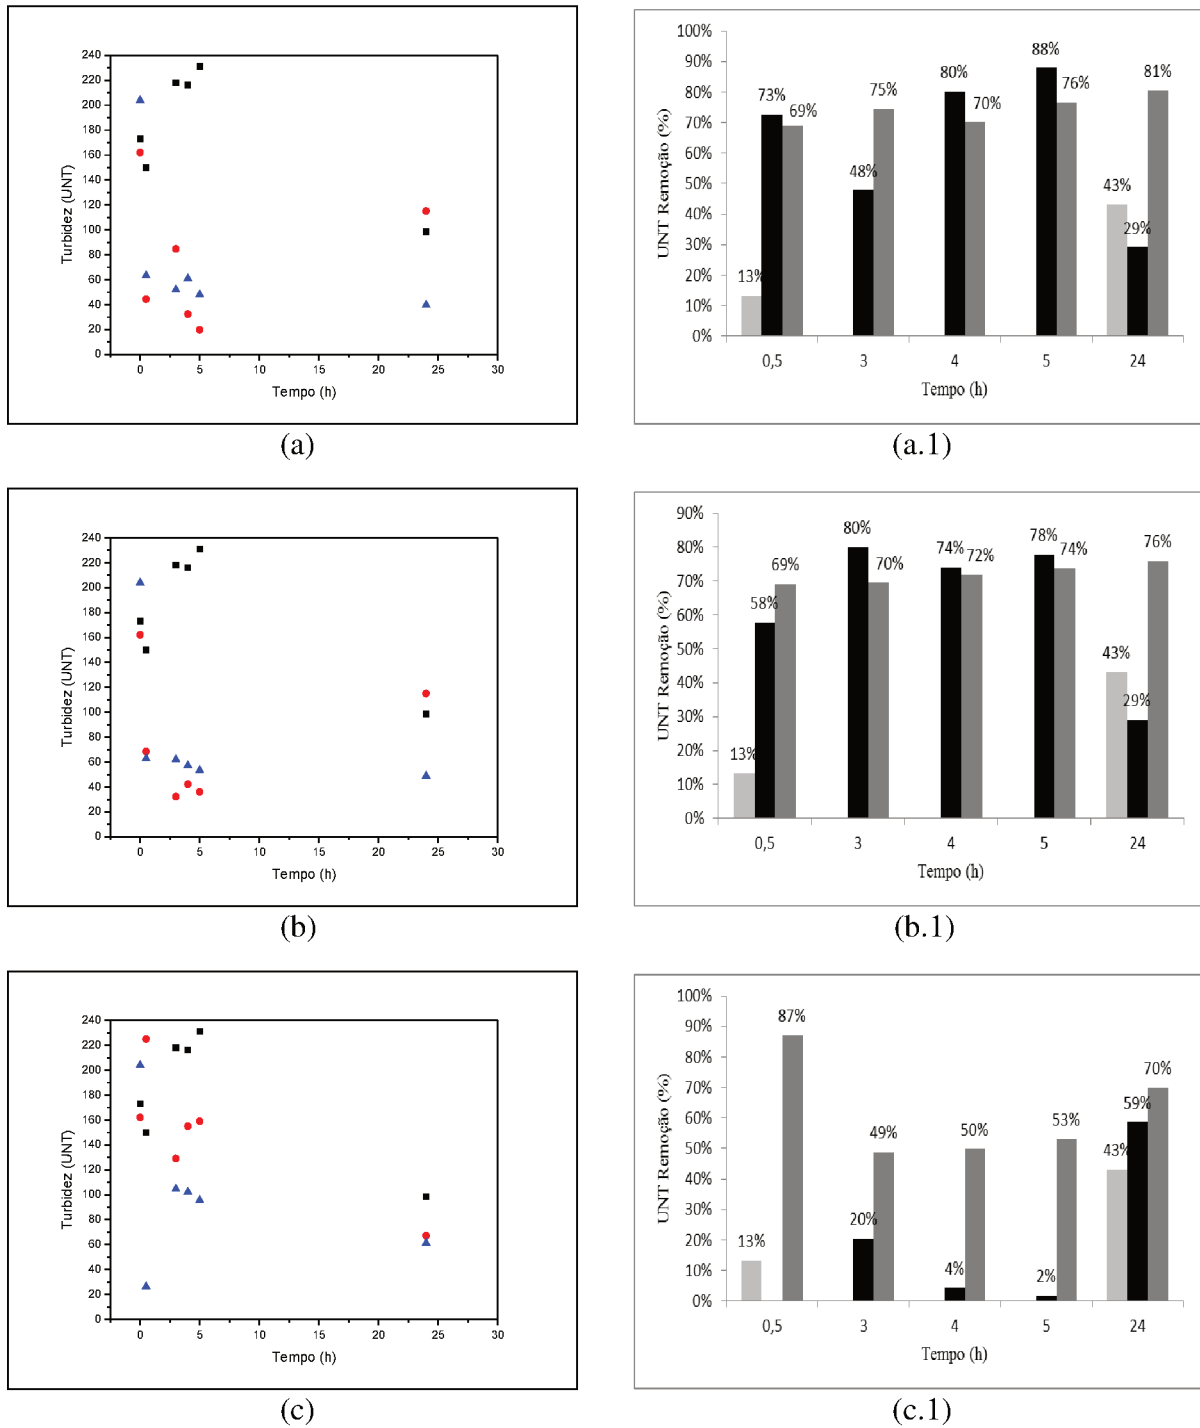 240
220
200
180
160
140
120
100
80
60
40
20
0
Turbidez (UNT)
0 5 10 15 20 25 30
Tempo (h)
(a)
100%
90%
80%
70%
60%
50%
40%
30%
20%
10%
0%
UNT Remoção (%)
13% 73% 69%
48% 75%
80% 70%
88% 76%
43% 29% 81%
0,5 3 4 5 24
Tempo (h)
(a.1)
240
220
200
180
160
140
120
100
80
60
40
20
0
Turbidez (UNT)
0 5 10 15 20 25 30
Tempo (h)
(b)
90%
80%
70%
60%
50%
40%
30%
20%
10%
0%
UNT Remoção (%)
13% 58% 69%
80% 70%
74% 72%
78% 74%
43% 29% 76%
0,5 3 4 5 24
Tempo (h)
(b.1)
240
220
200
180
160
140
120
100
80
60
40
20
0
Turbidez (UNT)
0 5 10 15 20 25 30
Tempo (h)
(c)
100%
90%
80%
70%
60%
50%
40%
30%
20%
10%
0%
UNT Remoção (%)
13% 87%
20% 49%
4% 50%
2% 53%
43% 59% 70%
0,5 3 4 5 24
Tempo (h)
(c.1)